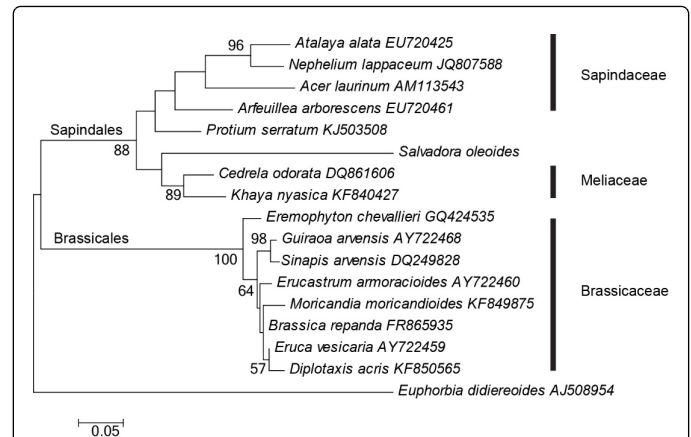 96
Atalaya alata EU720425
Nephelium lappaceum JQ807588
Acer laurinum AM113543
Arfeuillea arborescens EU720461
Sapindaceae
Sapindales
88
Protium serratum KJ503508
Salvadora oleoides
Cedrela odorata DQ861606
89
Khaya nyasica KF840427
Meliaceae
Brassicales
100
Eremophyton chevallieri GQ424535
98
Guiraoa arvensis AY722468
Sinapis arvensis DQ249828
64
Erucastrum armoracioides AY722460
Moricandia moricandioides KF849875
Brassica repanda FR865935
Eruca vesicaria AY722459
57
Diplotaxis acris KF850565
Brassicaceae
Euphorbia didiereoides AJ508954
0.05